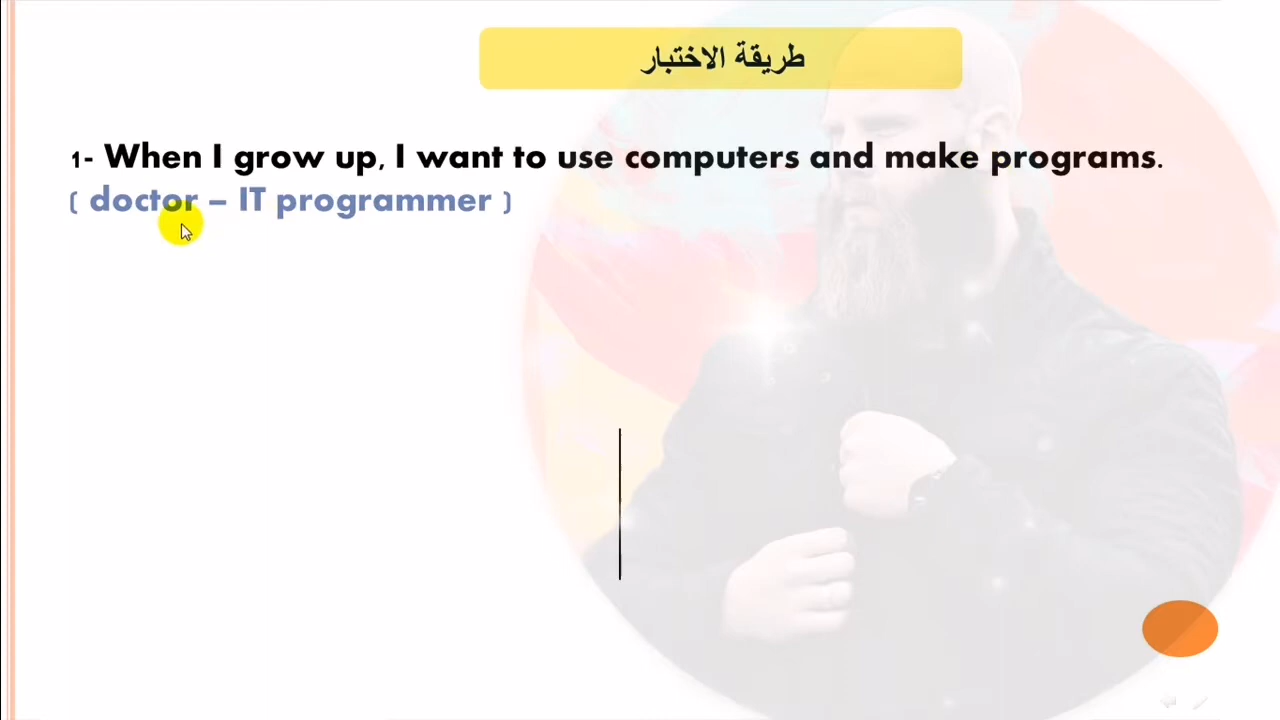 طريقة الاختبار
1- When I grow up, I want to use computers and make programs.
( doctor – IT programmer )